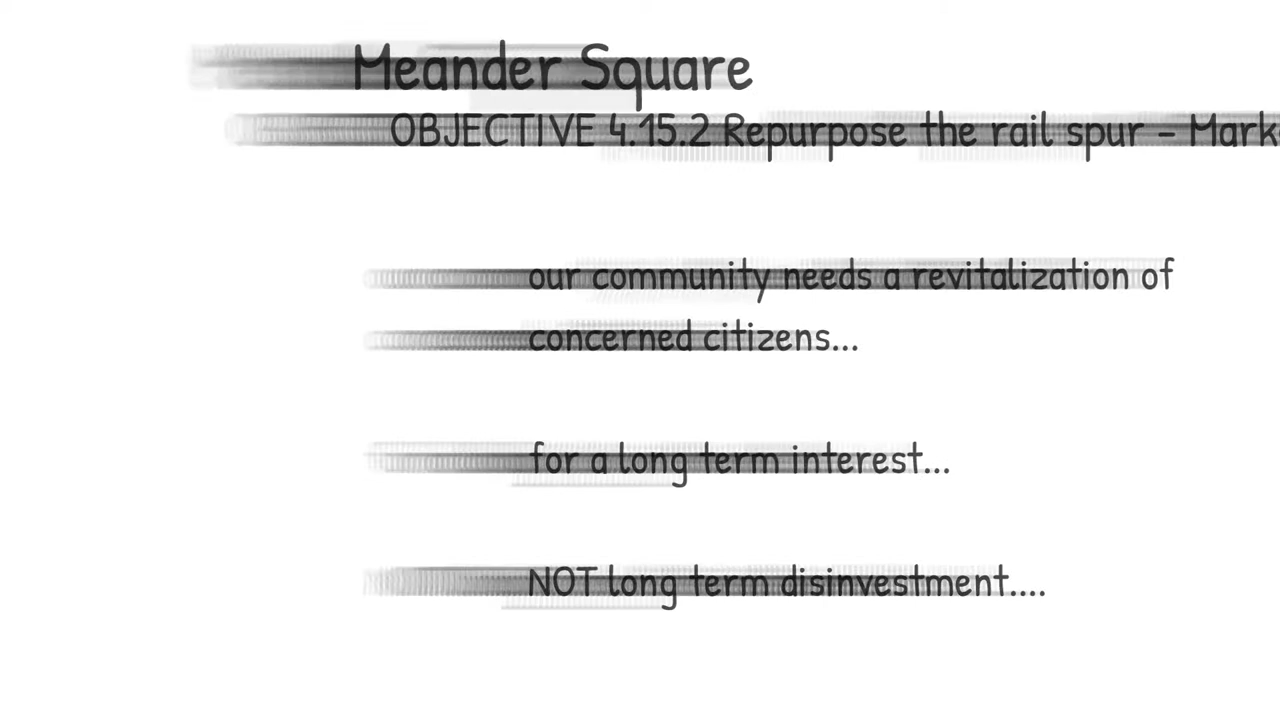 Meander Square
OBJECTIVE 4.15.2 Repurpose the rail spur –
our community needs a revitalization of
concerned citizens...
for a long term interest...
NOT long term disinvestment....